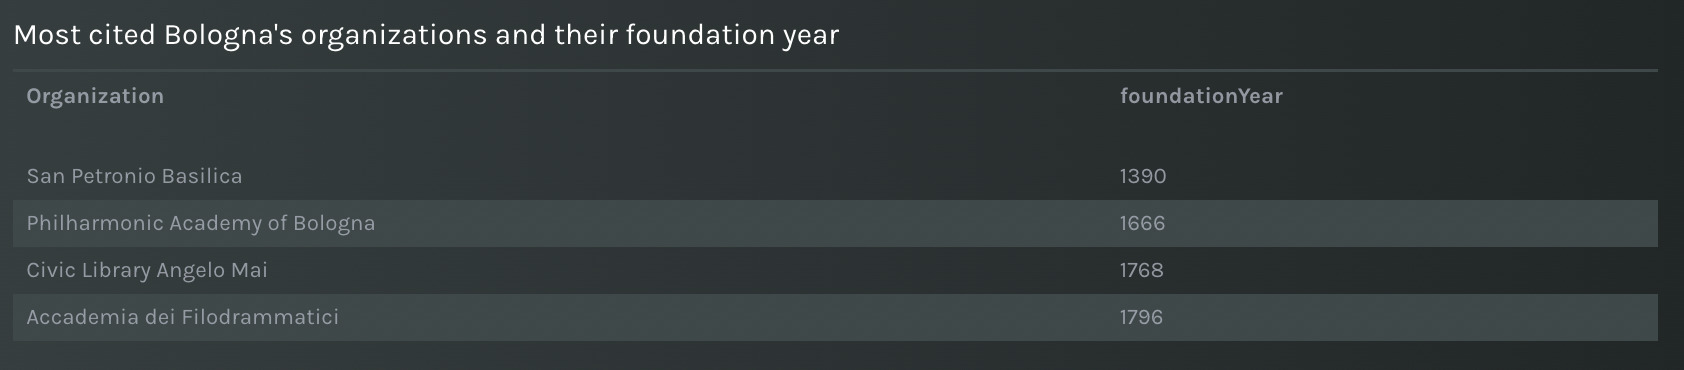 Most cited Bologna's organizations and their foundation year
Organization foundationYear
San Petronio Basilica 1390
Philharmonic Academy of Bologna 1666
Civic Library Angelo Mai 1768
Accademia dei Filodrammatici 1796